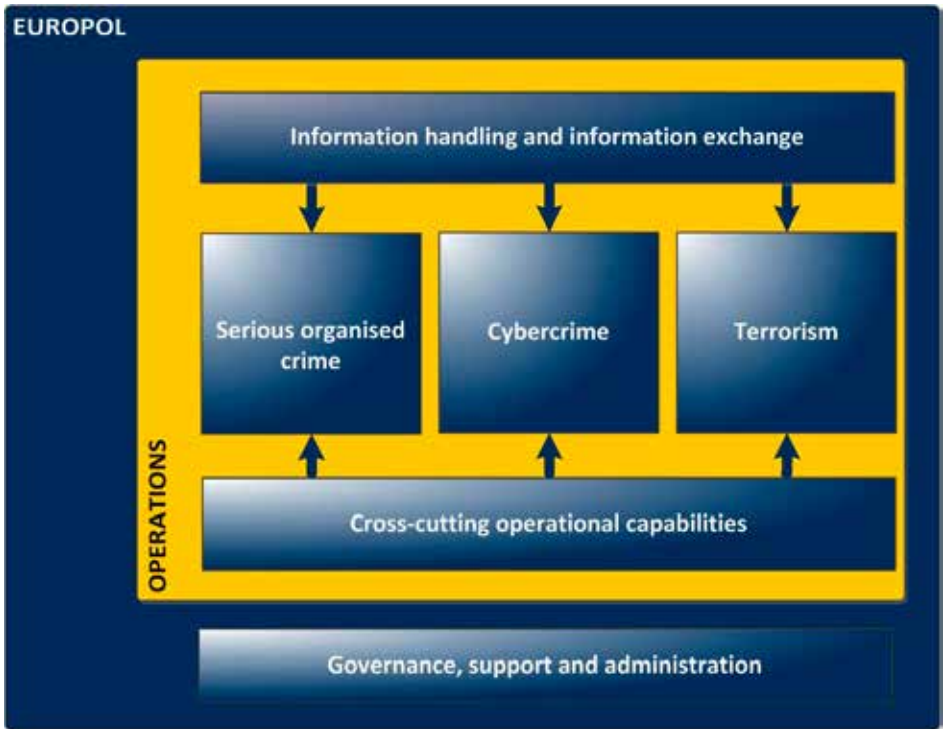 EUROPOL
Information handling and information exchange
Serious organised
crime
Cybercrime
Terrorism
OPERATIONS
Cross-cutting operational capabilities
Governance, support and administration